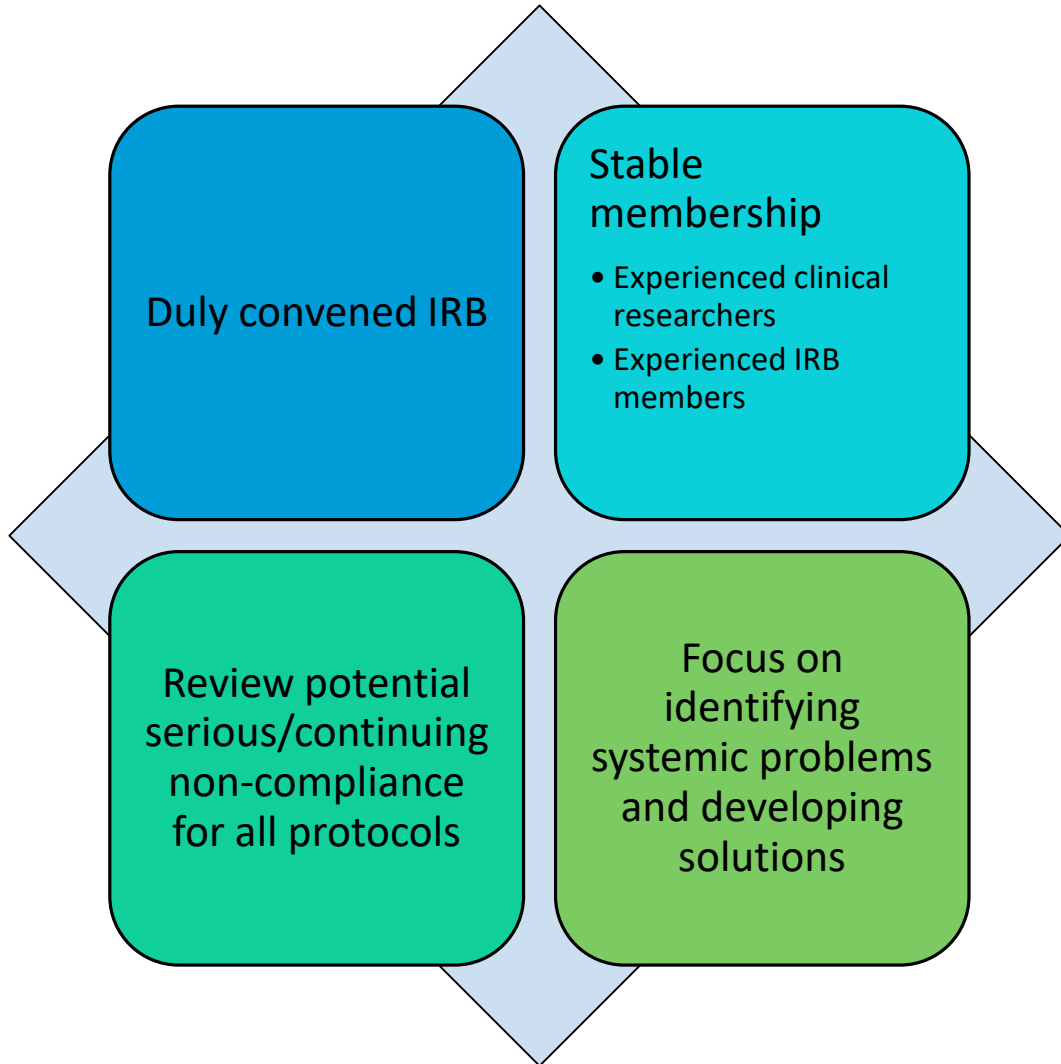 Duly convened IRB
Stable
membership
• Experienced clinical
researchers
• Experienced IRB
members
Review potential
serious/continuing
non-compliance
for all protocols
Focus on
identifying
systemic problems
and developing
solutions